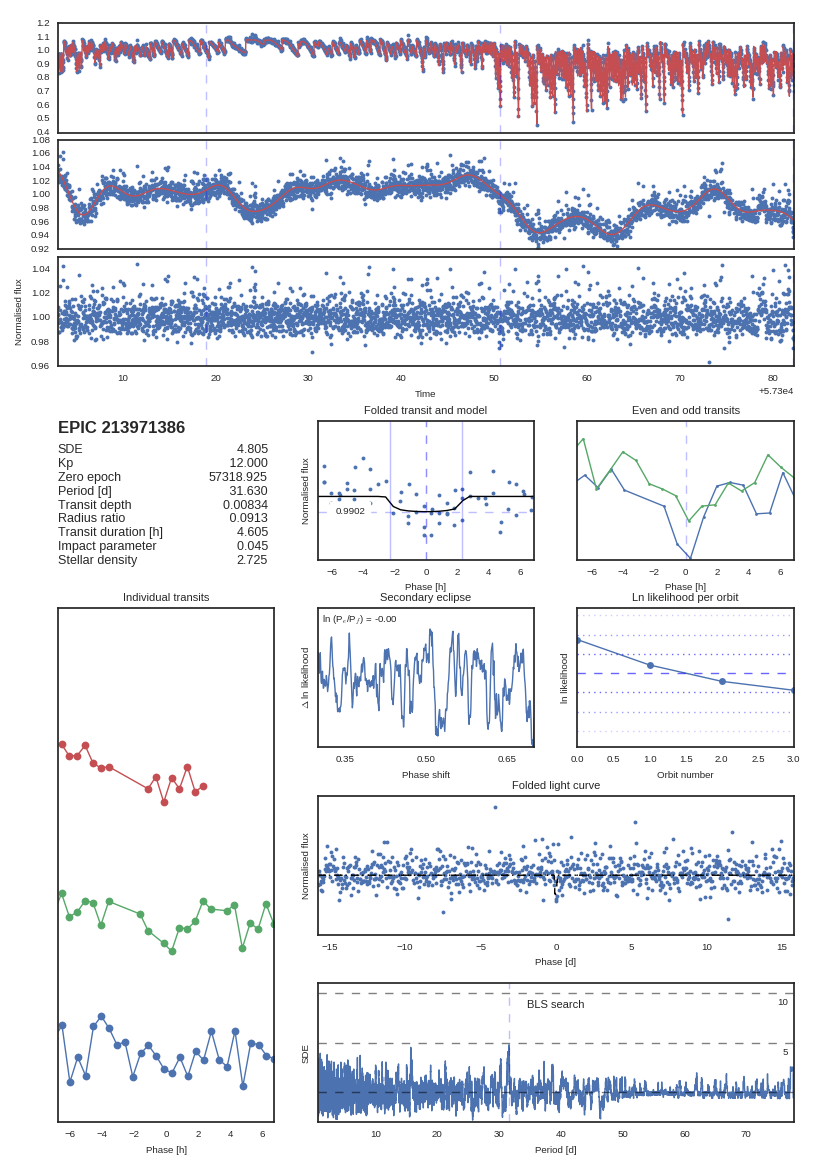 1.2
1.1
1.0
0.9
0.8
0.7
0.6
0.5
0.4
1.08
1.06
1.04
1.02
1.00
0.98
0.96
0.94
0.92
1.04
1.02
1.00
0.98
0.96
Normalised flux
10 20 30 40 50 60 70 80
Time
+5.73e4
EPIC 213971386
SDE 4.805
Kp 12.000
Zero epoch 57318.925
Period [d] 31.630
Transit depth 0.00834
Radius ratio 0.0913
Transit duration [h] 4.605
Impact parameter 0.045
Stellar density 2.725
Folded transit and model
Normalised flux
0.9902
−6 −4 −2 0 2 4 6
Phase [h]
Even and odd transits
−6 −4 −2 0 2 4 6
Phase [h]
Individual transits
−6 −4 −2 0 2 4 6
Phase [h]
Secondary eclipse
ln (Pₑ/P𝑓) = -0.00
Δ ln likelihood
0.35 0.50 0.65
Phase shift
Ln likelihood per orbit
ln likelihood
0.0 0.5 1.0 1.5 2.0 2.5 3.0
Orbit number
Folded light curve
Normalised flux
−15 −10 −5 0 5 10 15
Phase [d]
BLS search
10
5
SDE
10 20 30 40 50 60 70
Period [d]